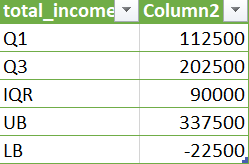 total_income Column2
Q1 112500
Q3 202500
IQR 90000
UB 337500
LB -22500